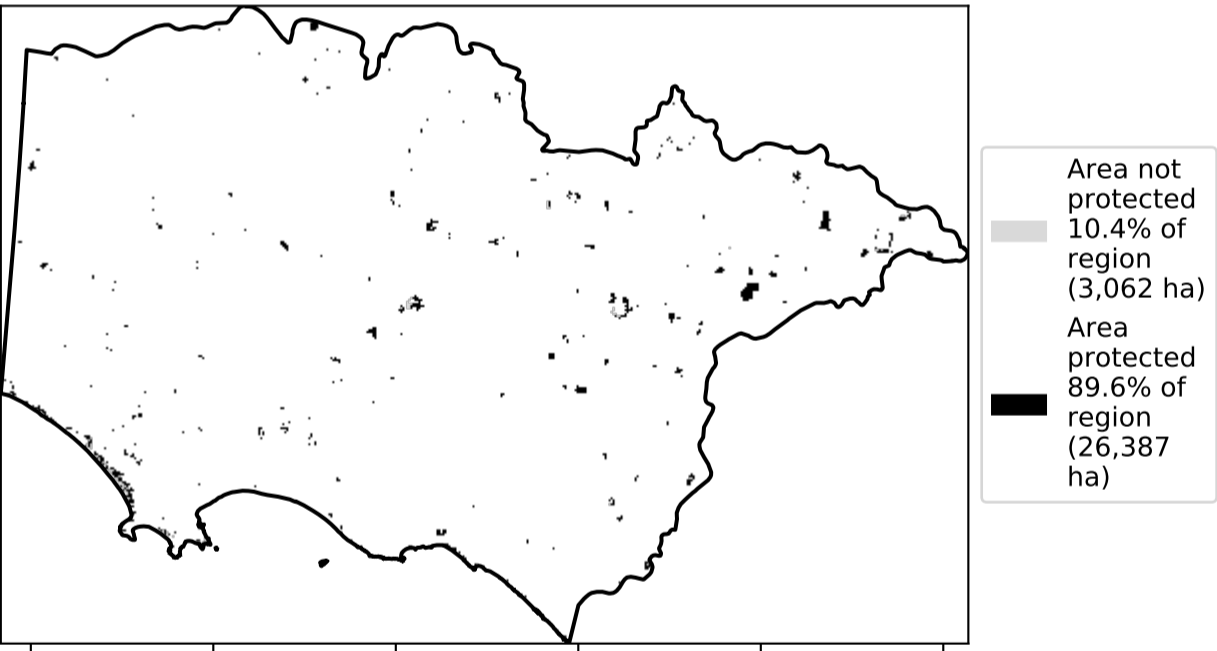 Area not
protected
10.4% of
region
(3,062 ha)
Area
protected
89.6% of
region
(26,387
ha)